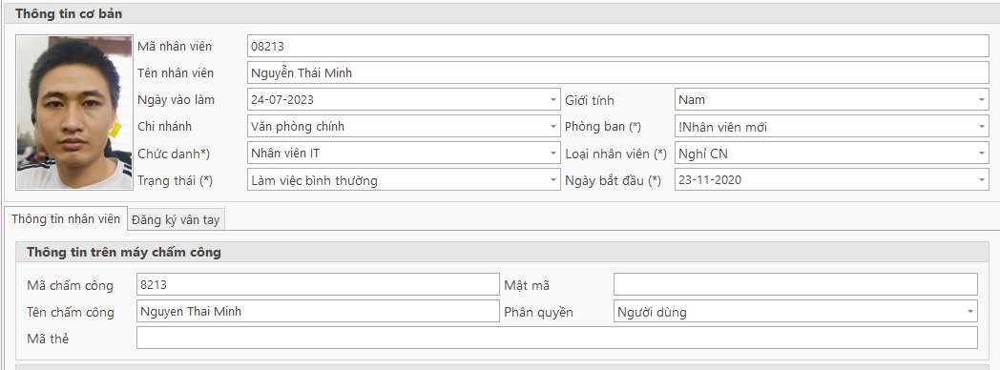 Thông tin cơ bản
Mã nhân viên 08213
Tên nhân viên Nguyễn Thái Minh
Ngày vào làm 24-07-2023 Giới tính Nam
Chi nhánh Văn phòng chính Phòng ban (*) !Nhân viên mới
Chức danh*) Nhân viên IT Loại nhân viên (*) Nghỉ CN
Trạng thái (*) Làm việc bình thường Ngày bắt đầu (*) 23-11-2020
Thông tin nhân viên Đăng ký vân tay
Thông tin trên máy chấm công
Mã chấm công 8213 Mật mã
Tên chấm công Nguyen Thai Minh Phân quyền Người dùng
Mã thẻ